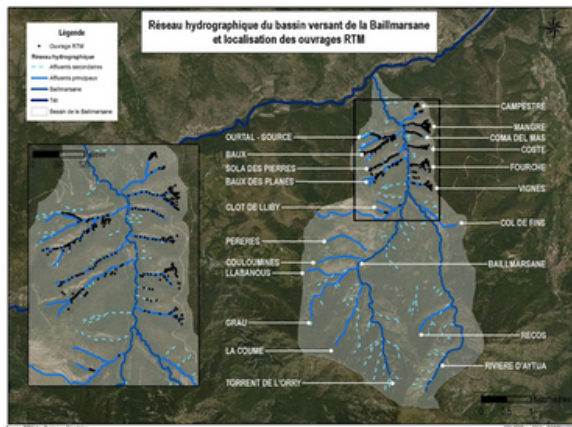 Réseau hydrographique du bassin versant de la Baillmarsane
et localisation des ouvrages RTM
Légende
Ouvrage RTM
Réseau hydrographique
Affluents secondaires
Affluents principaux
Baillmarsane
Têt
Bassin de la Baillmarsane
CAMPESTRE
MANGRE
COMA DEL MAS
COSTE
FOURCHE
VIGNES
COL DE FINS
BAILLMARSANE
RECOS
RIVIERE D'AYTUA
OURTAL - SOURCE
BAUX
SOLA DES PIERRES
BAUX DES PLANES
CLOT DE LLIBY
PERERES
COULOUMINES
LLABANOUS
GRAU
LA COUME
TORRENT DE L'ORRY